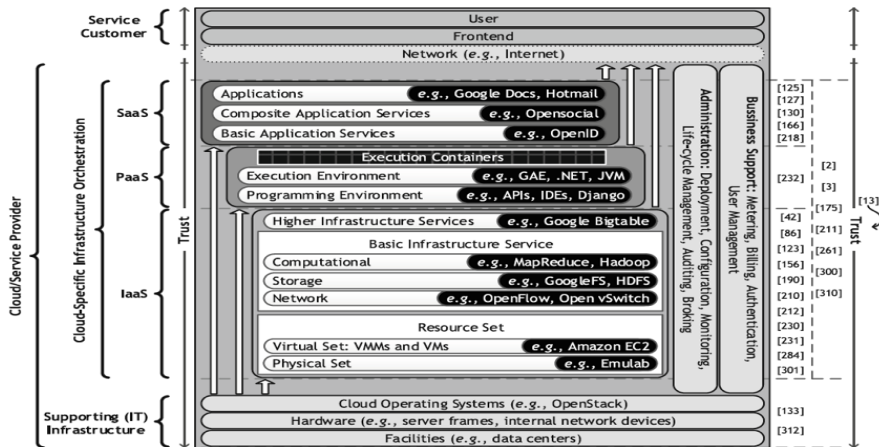 Service
Customer
User
Frontend
Network (e.g., Internet)
Cloud/Service Provider
Cloud-Specific Infrastructure Orchestration
SaaS
PaaS
IaaS
Supporting (IT)
Infrastructure
Trust
Applications e.g., Google Docs, Hotmail
Composite Application Services e.g., Opensocial
Basic Application Services e.g., OpenID
Execution Containers
Execution Environment e.g., GAE, .NET, JVM
Programming Environment e.g., APIs, IDEs, Django
Higher Infrastructure Services e.g., Google Bigtable
Basic Infrastructure Service
Computational e.g., MapReduce, Hadoop
Storage e.g., GoogleFS, HDFS
Network e.g., OpenFlow, Open vSwitch
Resource Set
Virtual Set: VMMs and VMs e.g., Amazon EC2
Physical Set e.g., Emulab
Cloud Operating Systems (e.g., OpenStack)
Hardware (e.g., server frames, internal network devices)
Facilities (e.g., data centers)
Administration: Deployment, Configuration, Monitoring,
Life-cycle Management, Auditing, Broking
Bussiness Support: Metering, Billing, Authentication,
User Management
[125]
[127]
[130]
[166]
[218]
[232]
[42]
[86]
[123]
[156]
[190]
[210]
[212]
[230]
[231]
[284]
[301]
[133]
[312]
[2]
[3]
[175]
[211]
[261]
[300]
[310]
Trust
[13]